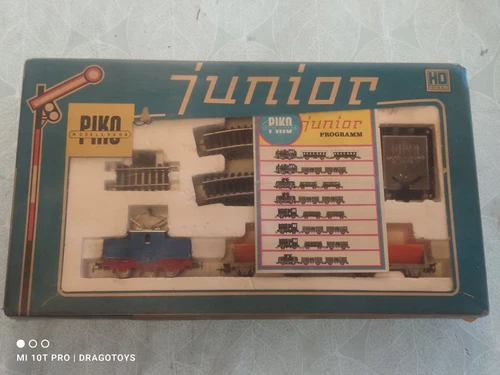 junior
HO
PIKO
MODELLBAHN
PIKO
junior
PROGRAMM
MI 10T PRO | DRAGOTOYS